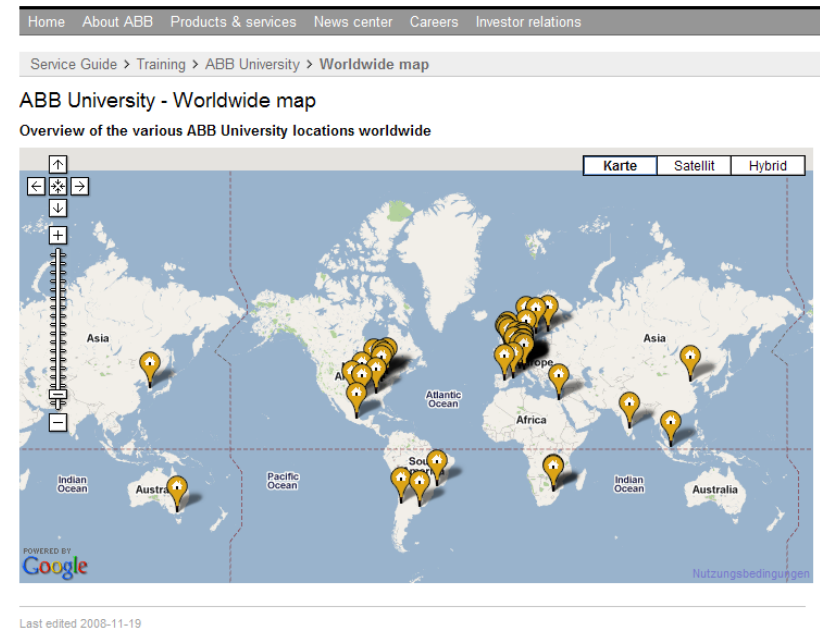 Home About ABB Products & services News center Careers Investor relations
Service Guide > Training > ABB University > Worldwide map
ABB University - Worldwide map
Overview of the various ABB University locations worldwide
Karte Satellit Hybrid
Asia
Asia
Atlantic
Ocean
Africa
Pacific
Ocean
Indian
Ocean
Indian
Ocean
Australia
POWERED BY
Google
Nutzungsbedingungen
Last edited 2008-11-19